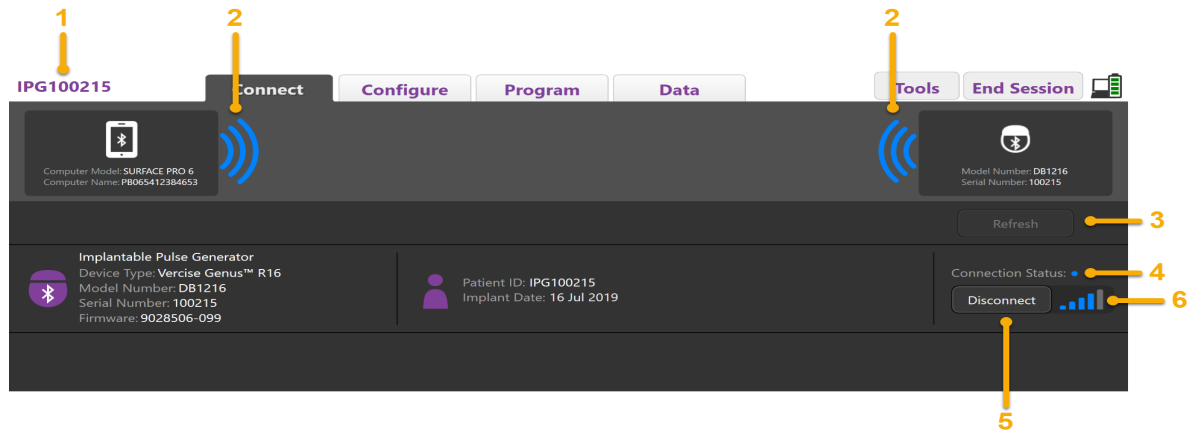 1
2
2
IPG100215
Connect
Configure
Program
Data
Tools
End Session
Computer Model: SURFACE PRO 6
Computer Name: PB065412384653
Model Number: DB1216
Serial Number: 100215
Refresh
3
Implantable Pulse Generator
Device Type: Vercise Genus™ R16
Model Number: DB1216
Serial Number: 100215
Firmware: 9028506-099
Patient ID: IPG100215
Implant Date: 16 Jul 2019
Connection Status:
4
Disconnect
6
5